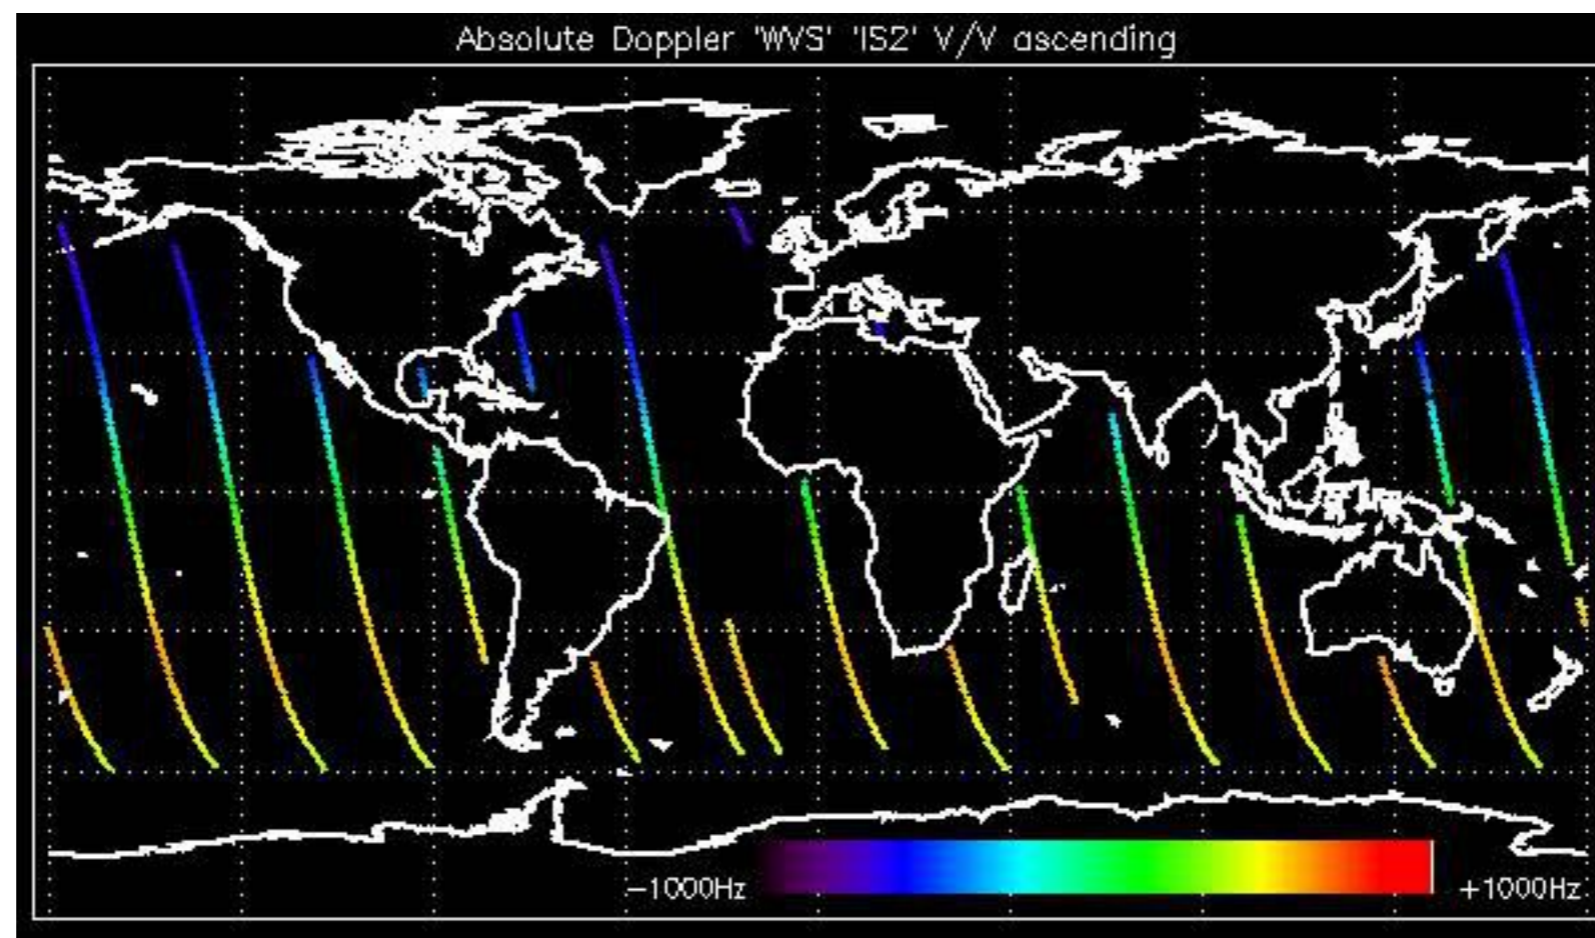 Absolute Doppler 'WVS' 'IS2' V/V ascending
−1000Hz +1000Hz